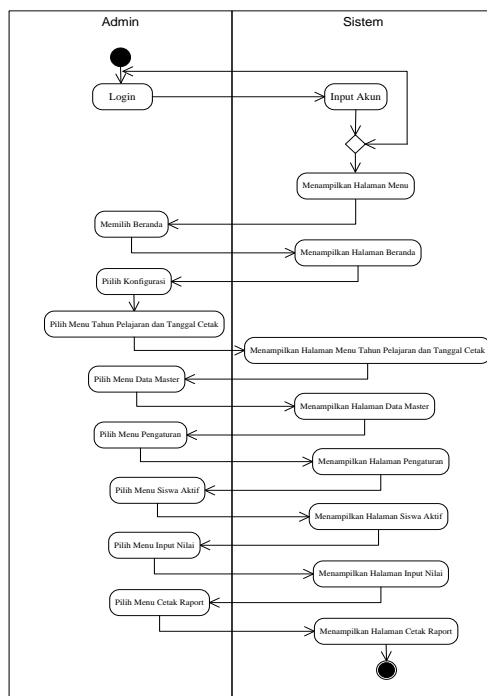 Admin
Sistem
Login
Input Akun
Menampilkan Halaman Menu
Memilih Beranda
Menampilkan Halaman Beranda
Piilih Konfigurasi
Pilih Menu Tahun Pelajaran dan Tanggal Cetak
Menampilkan Halaman Menu Tahun Pelajaran dan Tanggal Cetak
Pilih Menu Data Master
Menampilkan Halaman Data Master
Pilih Menu Pengaturan
Menampilkan Halaman Pengaturan
Pilih Menu Siswa Aktif
Menampilkan Halaman Siswa Aktif
Pilih Menu Input Nilai
Menampilkan Halaman Input Nilai
Pilih Menu Cetak Raport
Menampilkan Halaman Cetak Raport